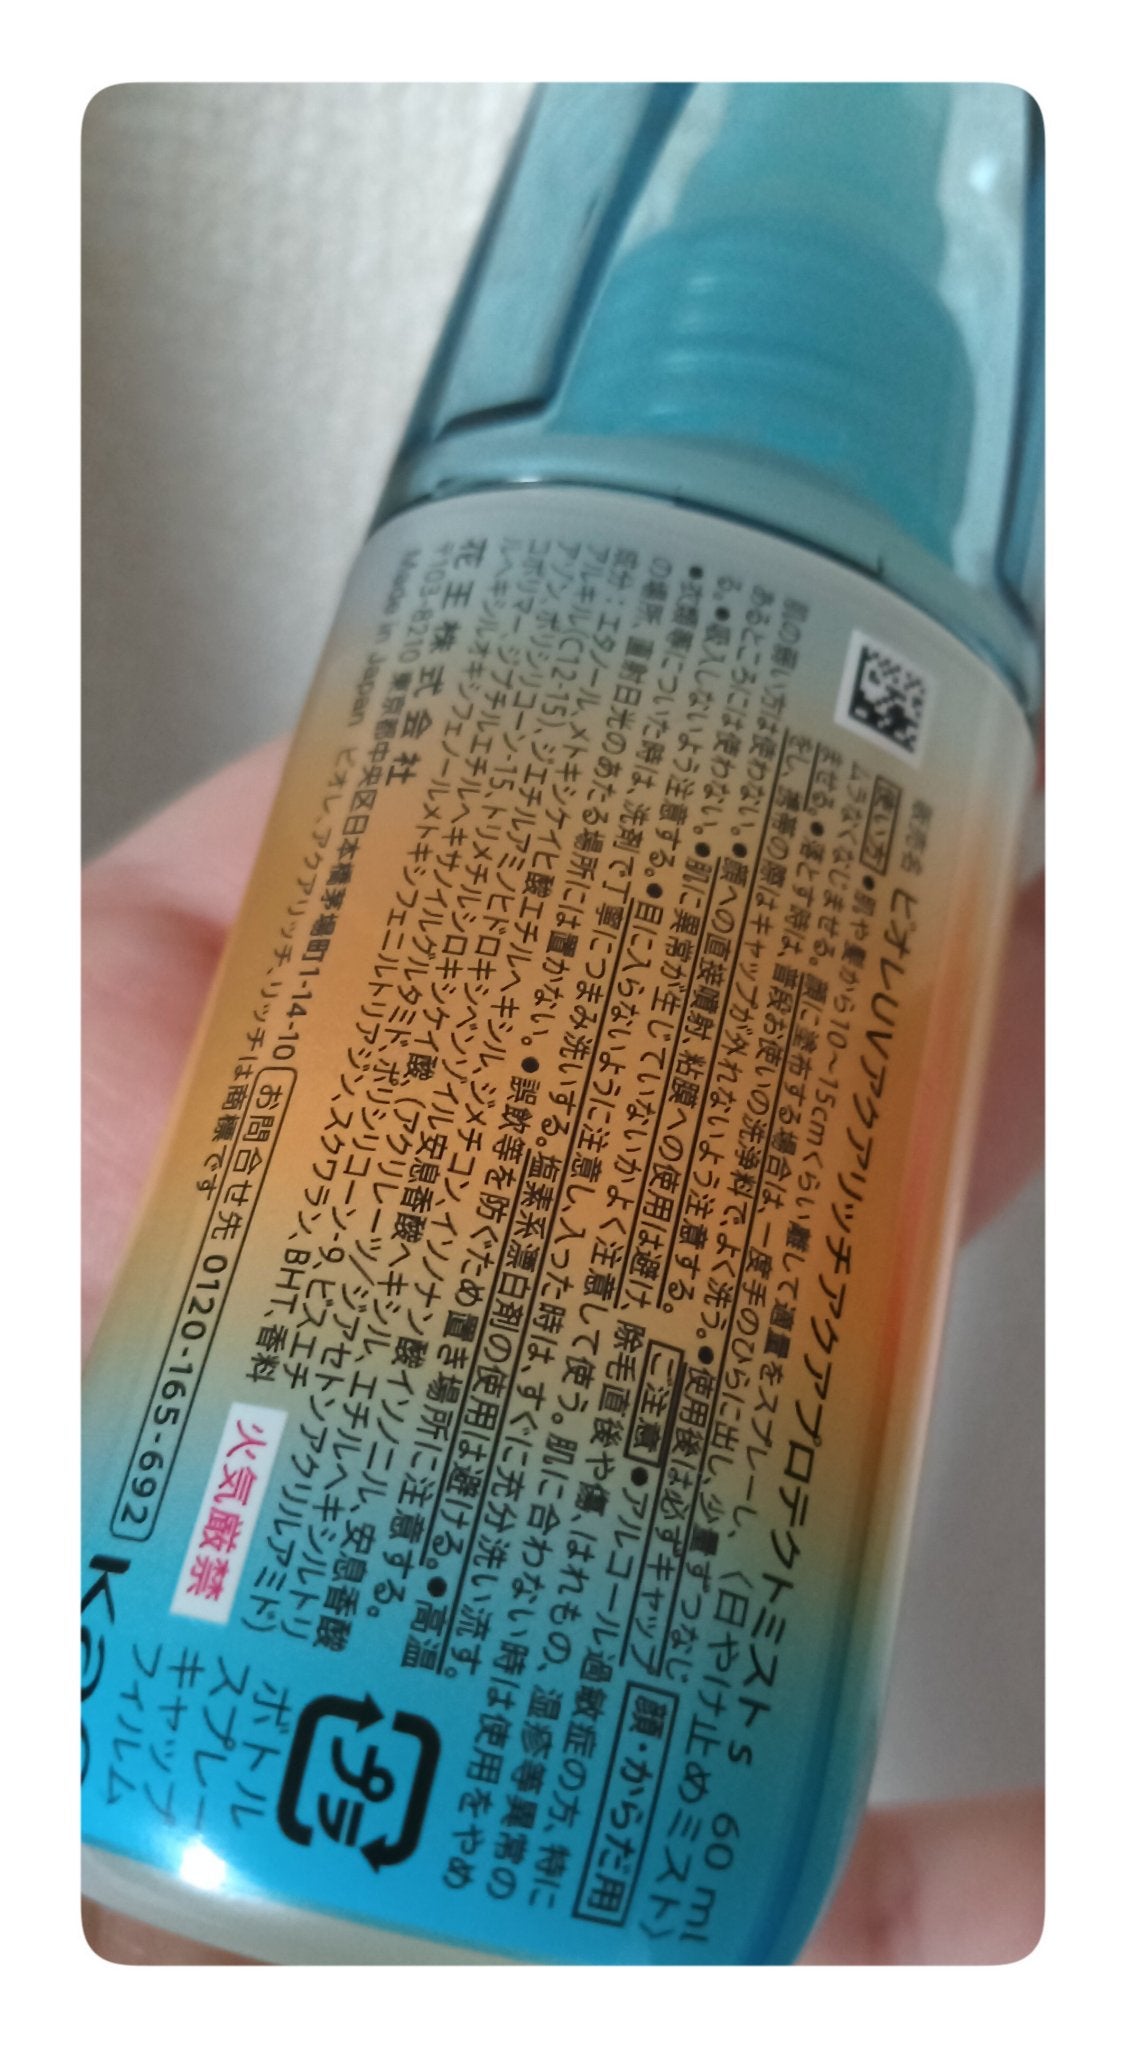 表示名 ビオレUVアクアリッチアクアプロテクトミストS 60ml
〈日やけ止めミスト〉
使い方 ●肌や髪から10～15cmくらい離して適量をスプレーし、
ムラなくなじませる。顔に塗布する場合は、一度手のひらに出し、少量ずつなじ
ませる。●落とす時は、普段お使いの洗浄料で、よく洗う。●使用後は必ずキャップ
をし、携帯の際はキャップが外れないよう注意する。 ご注意 ●アルコール過敏症の方、特に
肌の弱い方は使わない。●顔への直接噴射、粘膜への使用は避け、除毛直後や傷、はれもの、湿疹等異常の
あるところには使わない。●肌に異常が生じていないかよく注意して使う。肌に合わない時は使用をやめ
る。●吸入しないよう注意する。●目に入らないように注意し、入った時は、すぐに充分洗い流す。
●衣類等についた時は、洗剤で丁寧につまみ洗いする。塩素系漂白剤の使用は避ける。●高温
の場所、直射日光のあたる場所には置かない。●誤飲等を防ぐため置き場所に注意する。
成分：エタノール、メトキシケイヒ酸エチルヘキシル、ジメチコン、イソノナン酸イソノニル、安息香酸
アルキル(C12-15)、ジエチルアミノヒドロキシベンゾイル安息香酸ヘキシル、エチルヘキシルトリ
アゾン、ポリシリコーン-15、トリメチルシロキシケイ酸、(アクリレーツ/ジアセトンアクリルアミド)
コポリマー、ジブチルエチルヘキサノイルグルタミド、ポリシリコーン-9、ビスエチ
ルヘキシルオキシフェノールメトキシフェニルトリアジン、スクワラン、BHT、香料
花王株式会社
〒103-8210 東京都中央区日本橋茅場町1-14-10 お問合せ先 0120-165-692
Made in Japan ビオレ、アクアリッチ、リッチは商標です
顔・からだ用
火気厳禁
プラ
ボトル
スプレー
キャップ
フィルム
Kao